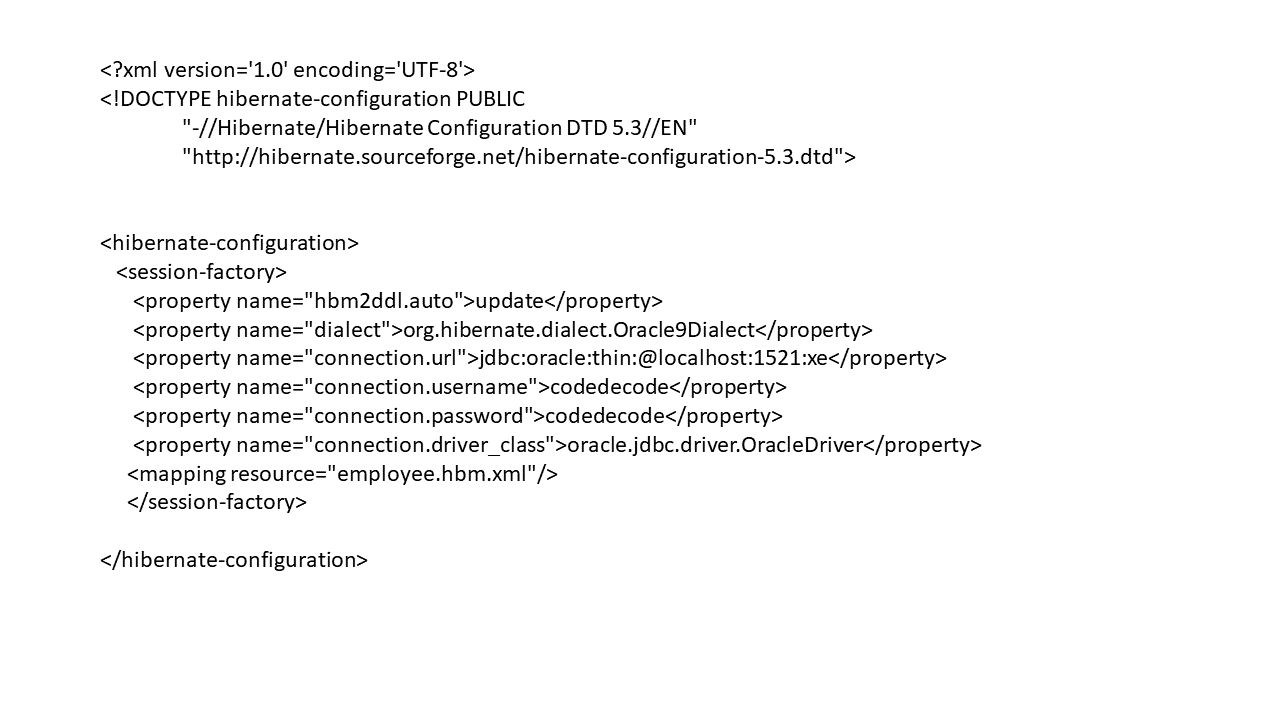 <?xml version='1.0' encoding='UTF-8'>
<!DOCTYPE hibernate-configuration PUBLIC
"-//Hibernate/Hibernate Configuration DTD 5.3//EN"
"http://hibernate.sourceforge.net/hibernate-configuration-5.3.dtd">
<hibernate-configuration>
<session-factory>
<property name="hbm2ddl.auto">update</property>
<property name="dialect">org.hibernate.dialect.Oracle9Dialect</property>
<property name="connection.url">jdbc:oracle:thin:@localhost:1521:xe</property>
<property name="connection.username">codedecode</property>
<property name="connection.password">codedecode</property>
<property name="connection.driver_class">oracle.jdbc.driver.OracleDriver</property>
<mapping resource="employee.hbm.xml"/>
</session-factory>
</hibernate-configuration>